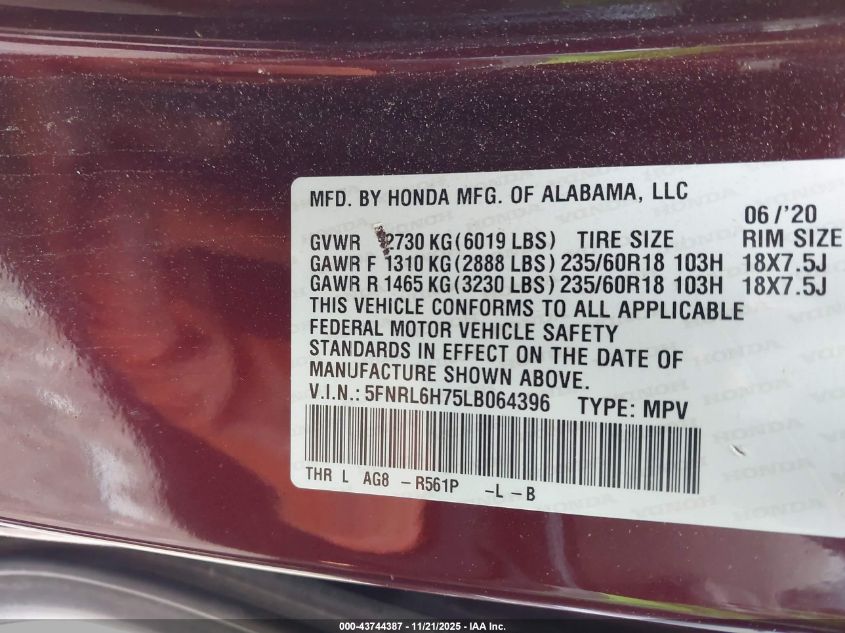 MFD. BY HONDA MFG. OF ALABAMA, LLC
06 /'20
GVWR 2730 KG(6019 LBS) TIRE SIZE RIM SIZE
GAWR F 1310 KG(2888 LBS) 235/60R18 103H 18X7.5J
GAWR R 1465 KG(3230 LBS) 235/60R18 103H 18X7.5J
THIS VEHICLE CONFORMS TO ALL APPLICABLE
FEDERAL MOTOR VEHICLE SAFETY
STANDARDS IN EFFECT ON THE DATE OF
MANUFACTURE SHOWN ABOVE.
V.I.N.: 5FNRL6H75LB064396 TYPE: MPV
THR L AG8 -R561P -L -B
000-43744387 - 11/21/2025 - IAA Inc.